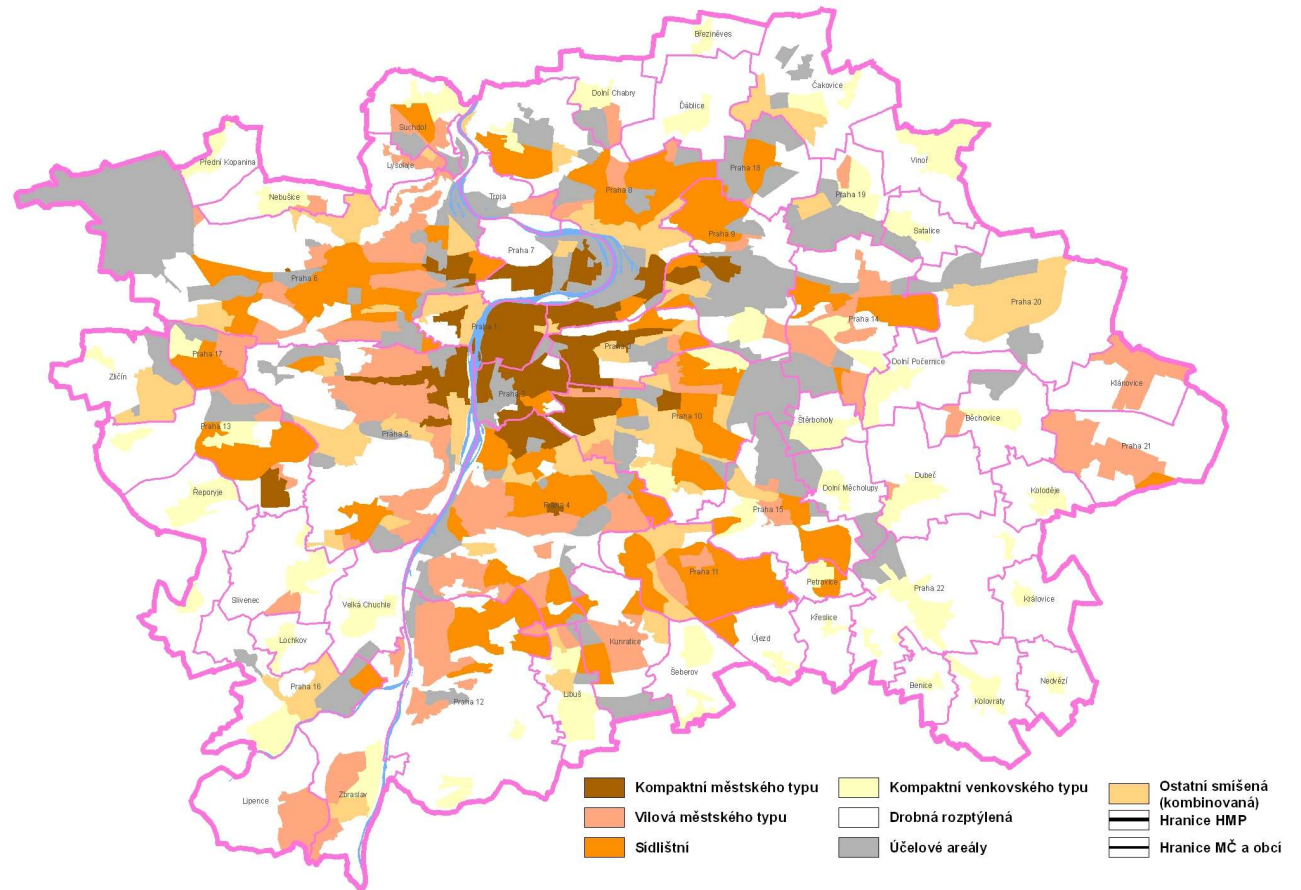 Březiněves
Čakovice
Dolní Chabry
Ďáblice
Suchdol
Lysolaje
Přední Kopanina
Nebušice
Praha 18
Vinoř
Praha 8
Troja
Praha 19
Satalice
Praha 9
Praha 7
Praha 6
Praha 20
Praha 14
Praha 1
Praha 17
Dolní Počernice
Zličín
Klánovice
Praha 10
Štěrboholy
Běchovice
Praha 13
Praha 5
Praha 21
Dubeč
Řeporyje
Dolní Měcholupy
Koloděje
Praha 4
Praha 15
Praha 11
Petrovice
Praha 22
Slivenec
Velká Chuchle
Královice
Křeslice
Lochkov
Kunratice
Újezd
Šeberov
Praha 16
Benice
Nedvězí
Libuš
Praha 12
Kolovraty
Zbraslav
Lipence
Kompaktní městského typu
Vilová městského typu
Sídlištní
Kompaktní venkovského typu
Drobná rozptýlená
Účelové areály
Ostatní smíšená
(kombinovaná)
Hranice HMP
Hranice MČ a obcí